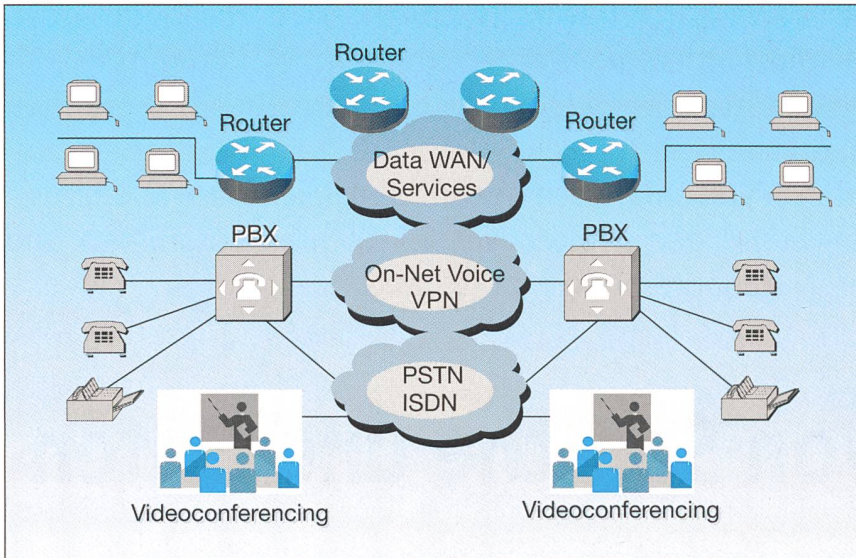 Router
Router
Router
Data WAN/
Services
PBX
PBX
On-Net Voice
VPN
PSTN
ISDN
Videoconferencing
Videoconferencing